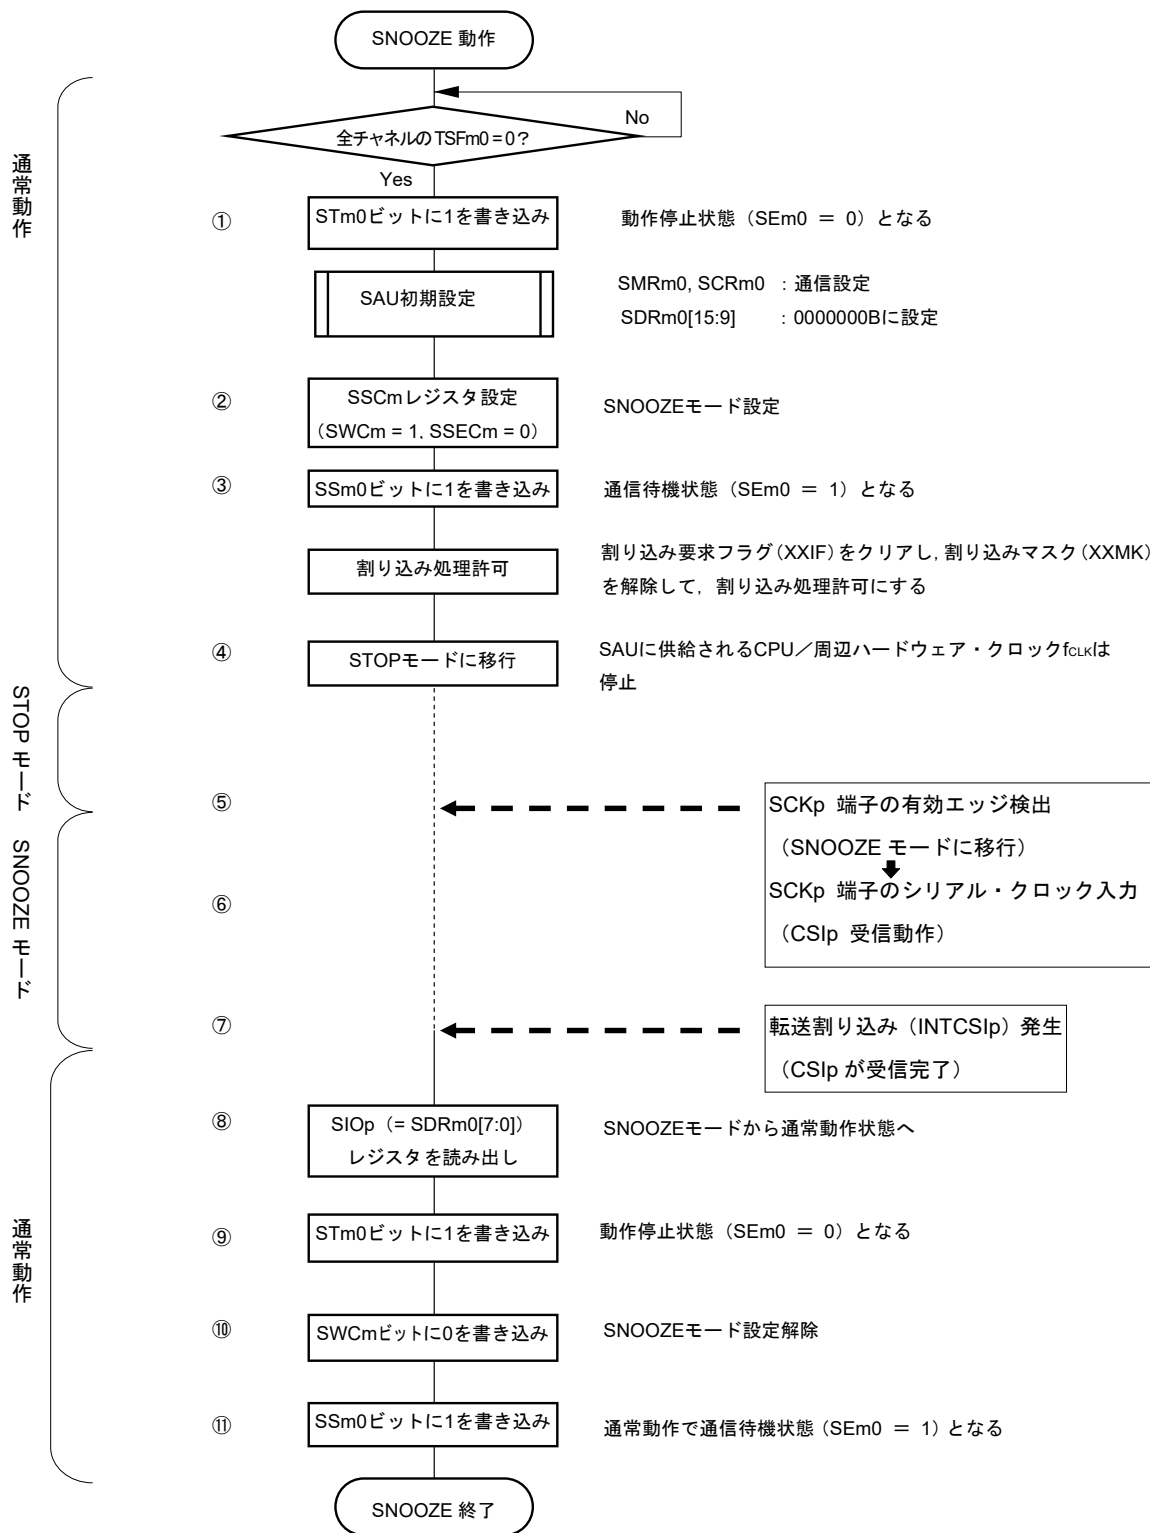 SNOOZE 動作
No
全チャネルのTSFm0 = 0？
Yes
通常動作
① STm0ビットに1を書き込み 動作停止状態（SEm0 ＝ 0）となる
SAU初期設定 SMRm0, SCRm0 ：通信設定
SDRm0[15:9] ：0000000Bに設定
② SSCmレジスタ設定
（SWCm = 1, SSECm = 0） SNOOZEモード設定
③ SSm0ビットに1を書き込み 通信待機状態（SEm0 ＝ 1）となる
割り込み処理許可 割り込み要求フラグ（XXIF）をクリアし, 割り込みマスク（XXMK）
を解除して, 割り込み処理許可にする
④ STOPモードに移行 SAUに供給されるCPU／周辺ハードウェア・クロックfCLKは
停止
STOP モード
⑤ SCKp 端子の有効エッジ検出
（SNOOZE モードに移行）
SNOOZE モード
⑥ SCKp 端子のシリアル・クロック入力
（CSIp 受信動作）
⑦ 転送割り込み（INTCSIp）発生
（CSIp が受信完了）
通常動作
⑧ SIOp（= SDRm0[7:0]）
レジスタを読み出し SNOOZEモードから通常動作状態へ
⑨ STm0ビットに1を書き込み 動作停止状態（SEm0 ＝ 0）となる
⑩ SWCmビットに0を書き込み SNOOZEモード設定解除
⑪ SSm0ビットに1を書き込み 通常動作で通信待機状態（SEm0 ＝ 1）となる
SNOOZE 終了